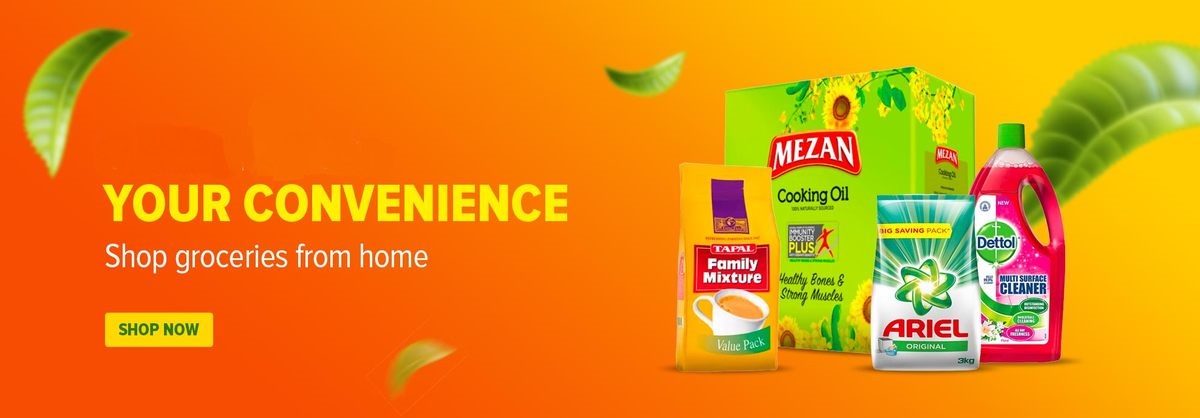 YOUR CONVENIENCE
Shop groceries from home
SHOP NOW
TAPAL
Family
Mixture
Value Pack
MEZAN
Cooking Oil
100% NATURALLY SOURCED
IMMUNITY
BOOSTER
PLUS
Healthy Bones &
Strong Muscles
MEZAN
Cooking Oil
BIG SAVING PACK*
ARIEL
ORIGINAL
3kg
NEW
Dettol
MULTI SURFACE
CLEANER